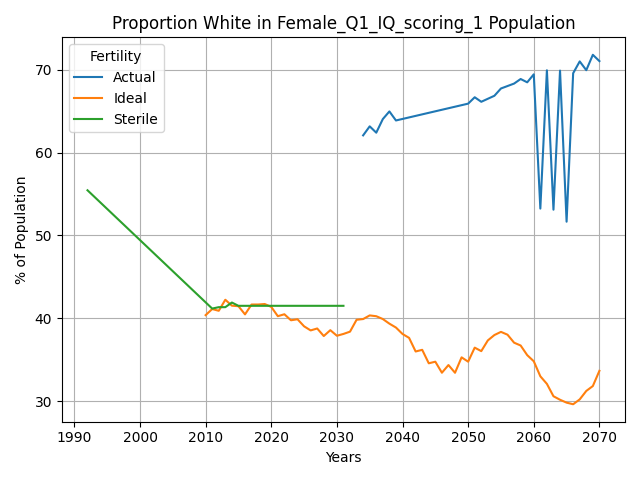 Proportion White in Female_Q1_IQ_scoring_1 Population
Fertility
Actual
Ideal
Sterile
% of Population
70
60
50
40
30
1990
2000
2010
2020
2030
2040
2050
2060
2070
Years